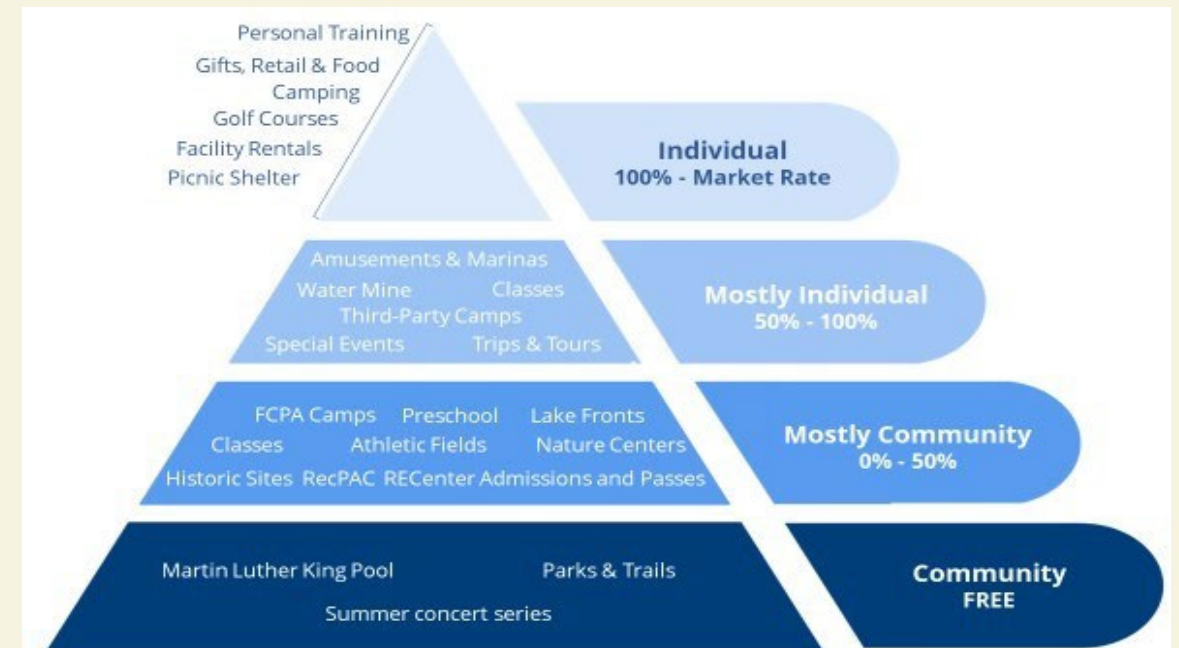 Personal Training
Gifts, Retail & Food
Camping
Golf Courses
Facility Rentals
Picnic Shelter
Individual
100% - Market Rate
Amusements & Marinas
Water Mine Classes
Third-Party Camps
Special Events Trips & Tours
Mostly Individual
50% - 100%
FCPA Camps Preschool Lake Fronts
Classes Athletic Fields Nature Centers
Historic Sites RecPAC RECenter Admissions and Passes
Mostly Community
0% - 50%
Martin Luther King Pool Parks & Trails
Summer concert series
Community
FREE